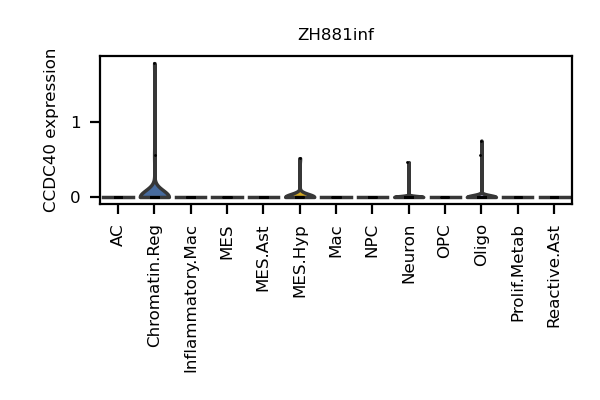 ZH881inf
CCDC40 expression
1
0
AC
Chromatin.Reg
Inflammatory.Mac
MES
MES.Ast
MES.Hyp
Mac
NPC
Neuron
OPC
Oligo
Prolif.Metab
Reactive.Ast